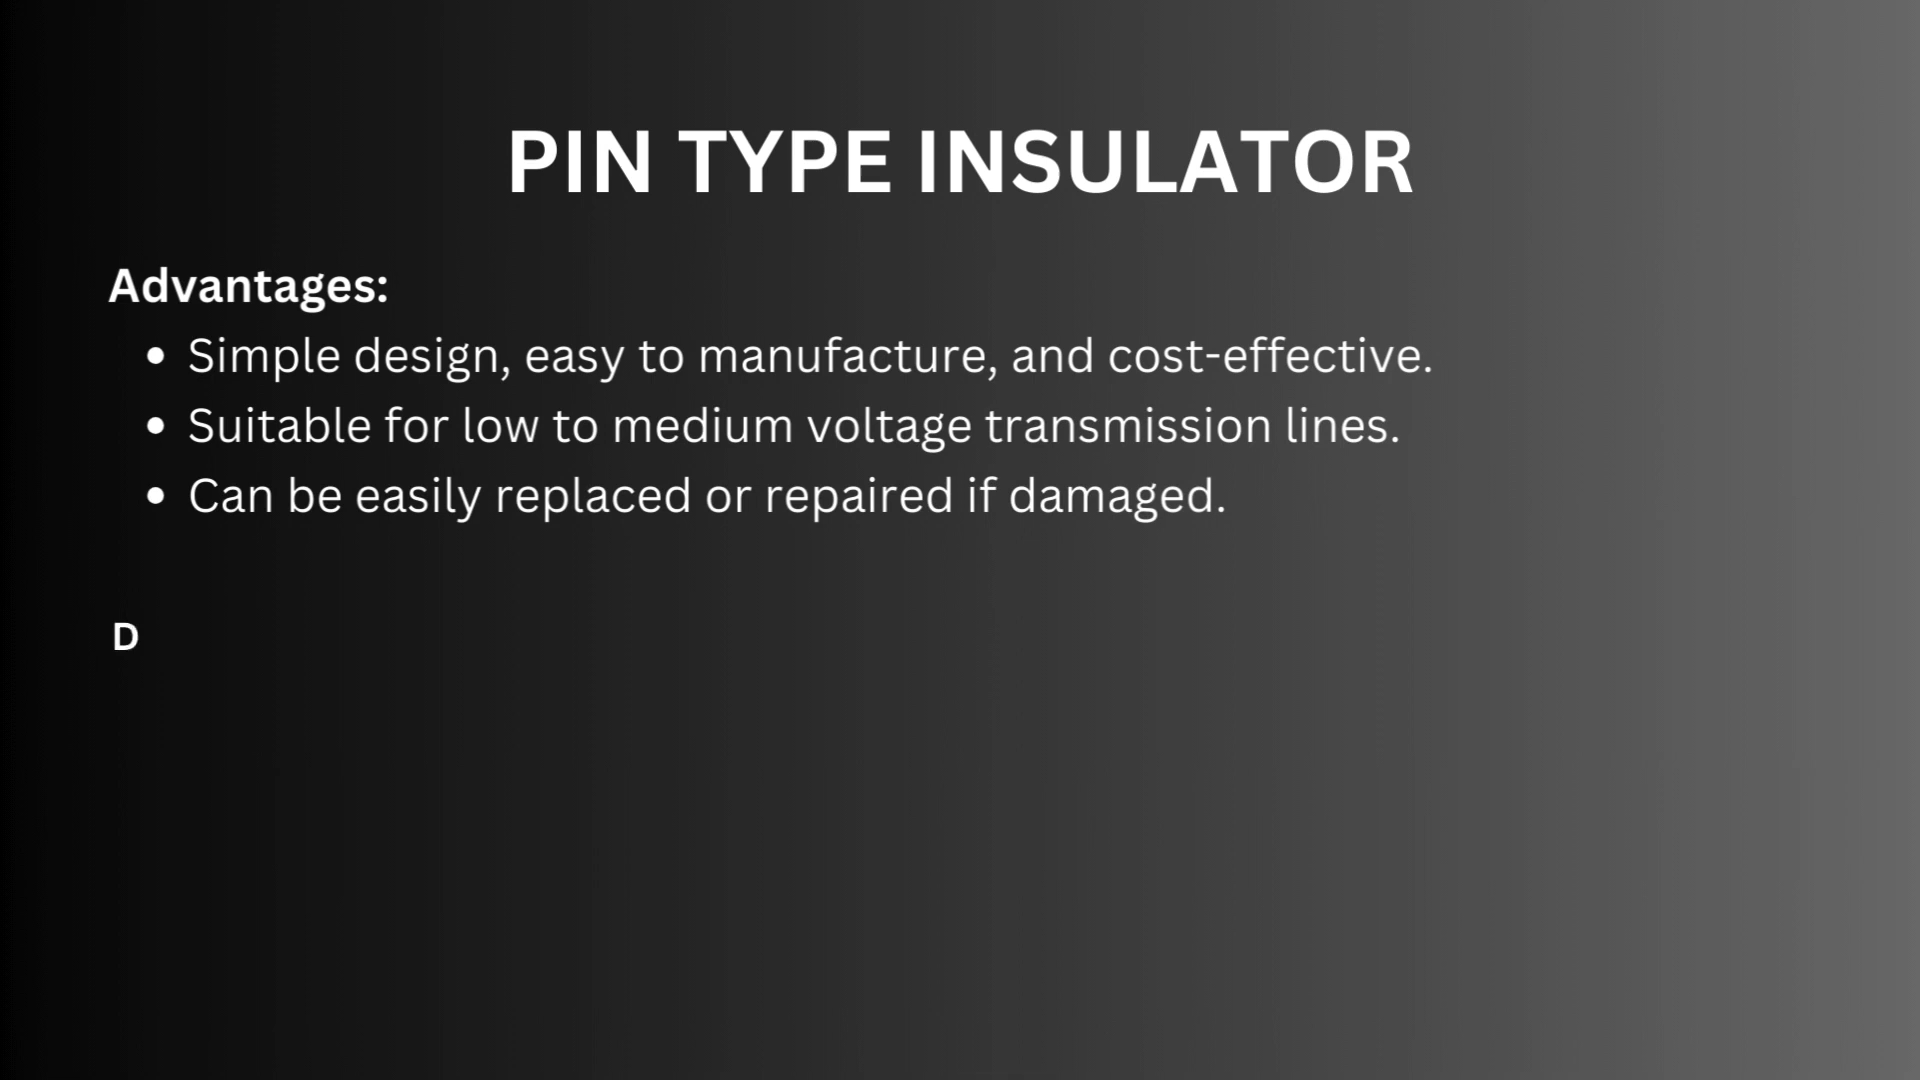 PIN TYPE INSULATOR
Advantages:
• Simple design, easy to manufacture, and cost-effective.
• Suitable for low to medium voltage transmission lines.
• Can be easily replaced or repaired if damaged.
D